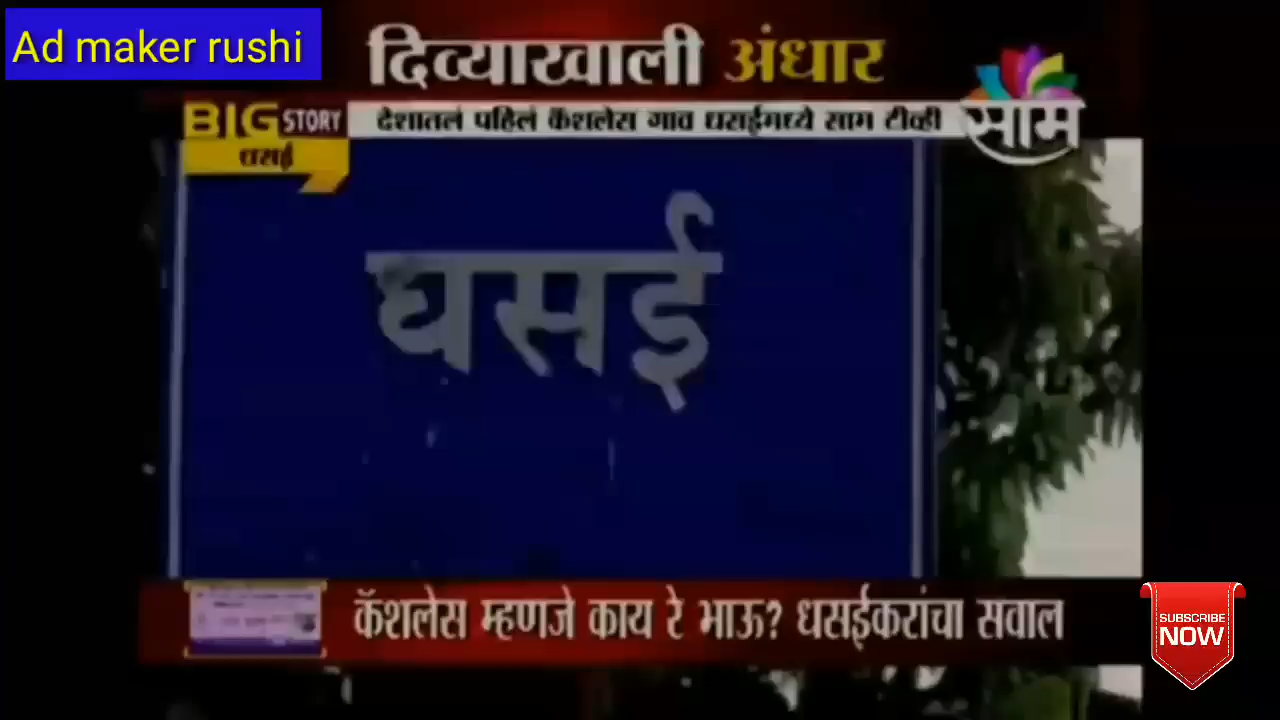 Ad maker rushi
दिव्याखाली अंधार
BIG STORY
देशातलं पहिलं कॅशलेस गाव धसईमध्ये साम टीव्ही
साम
धसई
धसई
कॅशलेस म्हणजे काय रे भाऊ? धसईकरांचा सवाल
SUBSCRIBE
NOW